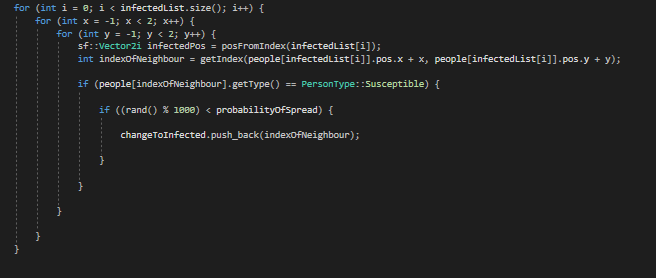 for (int i = 0; i < infectedList.size(); i++) {
for (int x = -1; x < 2; x++) {
for (int y = -1; y < 2; y++) {
sf::Vector2i infectedPos = posFromIndex(infectedList[i]);
int indexOfNeighbour = getIndex(people[infectedList[i]].pos.x + x, people[infectedList[i]].pos.y + y);
if (people[indexOfNeighbour].getType() == PersonType::Susceptible) {
if ((rand() % 1000) < probabilityOfSpread) {
changeToInfected.push_back(indexOfNeighbour);
}
}
}
}
}